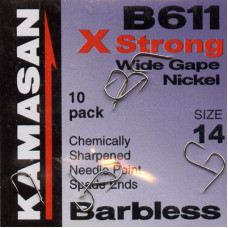 KAMASAN
B611
X Strong
Wide Gape
Nickel
10
pack
SIZE
14
Chemically
Sharpened
Needle Point
Spade Ends
Barbless